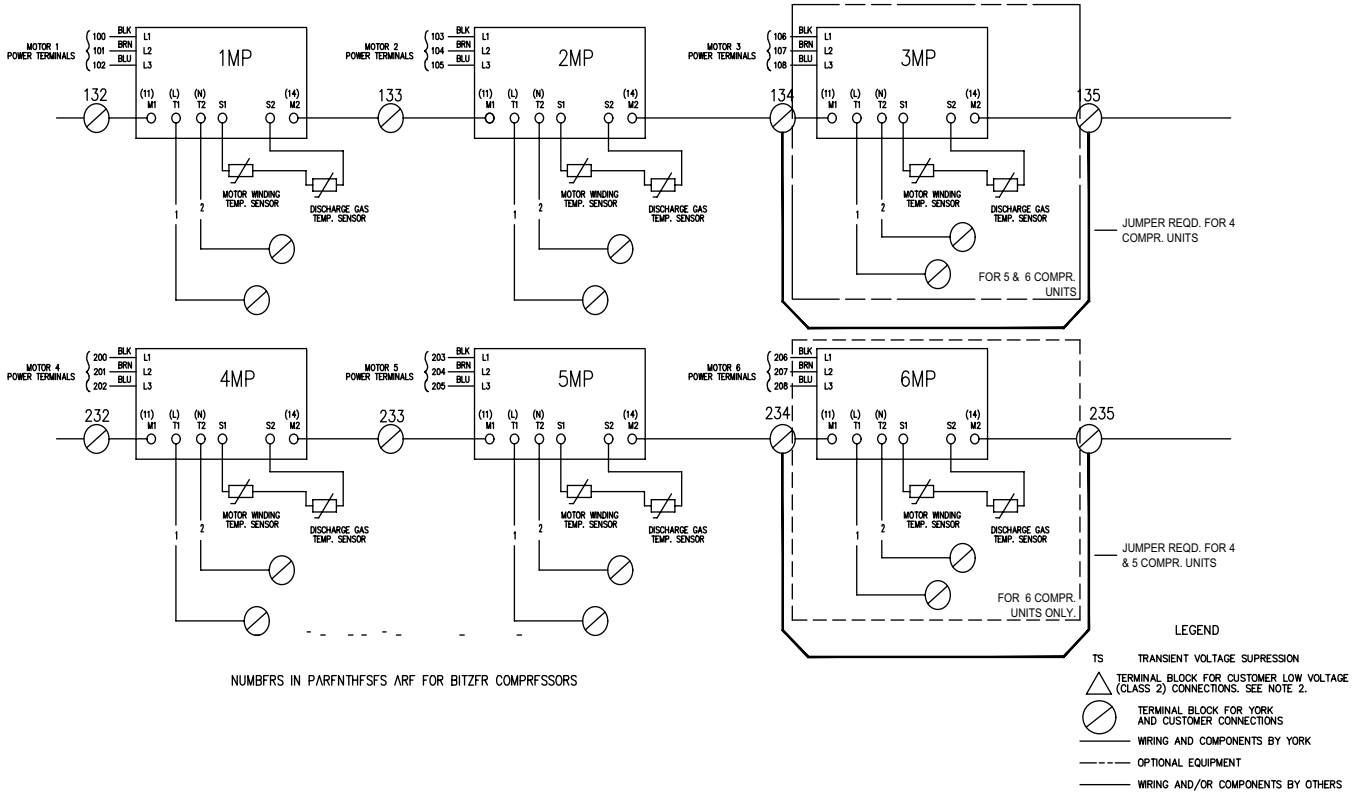 MOTOR 1
POWER TERMINALS
100 BLK L1
101 BRN L2
102 BLU L3
1MP
132
(11) (L) (N) (14)
M1 T1 T2 S1 S2 M2
MOTOR WINDING
TEMP. SENSOR
DISCHARGE GAS
TEMP. SENSOR
1 2
MOTOR 2
POWER TERMINALS
103 BLK L1
104 BRN L2
105 BLU L3
2MP
133
(11) (L) (N) (14)
M1 T1 T2 S1 S2 M2
MOTOR WINDING
TEMP. SENSOR
DISCHARGE GAS
TEMP. SENSOR
1 2
MOTOR 3
POWER TERMINALS
106 BLK L1
107 BRN L2
108 BLU L3
3MP
134
135
(11) (L) (N) (14)
M1 T1 T2 S1 S2 M2
MOTOR WINDING
TEMP. SENSOR
DISCHARGE GAS
TEMP. SENSOR
1 2
FOR 5 & 6 COMPR.
UNITS
JUMPER REQD. FOR 4
COMPR. UNITS
MOTOR 4
POWER TERMINALS
200 BLK L1
201 BRN L2
202 BLU L3
4MP
232
(11) (L) (N) (14)
M1 T1 T2 S1 S2 M2
MOTOR WINDING
TEMP. SENSOR
DISCHARGE GAS
TEMP. SENSOR
1 2
MOTOR 5
POWER TERMINALS
203 BLK L1
204 BRN L2
205 BLU L3
5MP
233
(11) (L) (N) (14)
M1 T1 T2 S1 S2 M2
MOTOR WINDING
TEMP. SENSOR
DISCHARGE GAS
TEMP. SENSOR
1 2
MOTOR 6
POWER TERMINALS
206 BLK L1
207 BRN L2
208 BLU L3
6MP
234
235
(11) (L) (N) (14)
M1 T1 T2 S1 S2 M2
MOTOR WINDING
TEMP. SENSOR
DISCHARGE GAS
TEMP. SENSOR
1 2
FOR 6 COMPR.
UNITS ONLY.
JUMPER REQD. FOR 4
& 5 COMPR. UNITS
NUMBFRS IN PARFNTHFSFS ARF FOR BITZFR COMPRFSSORS
LEGEND
TS TRANSIENT VOLTAGE SUPRESSION
TERMINAL BLOCK FOR CUSTOMER LOW VOLTAGE
(CLASS 2) CONNECTIONS. SEE NOTE 2.
TERMINAL BLOCK FOR YORK
AND CUSTOMER CONNECTIONS
WIRING AND COMPONENTS BY YORK
OPTIONAL EQUIPMENT
WIRING AND/OR COMPONENTS BY OTHERS